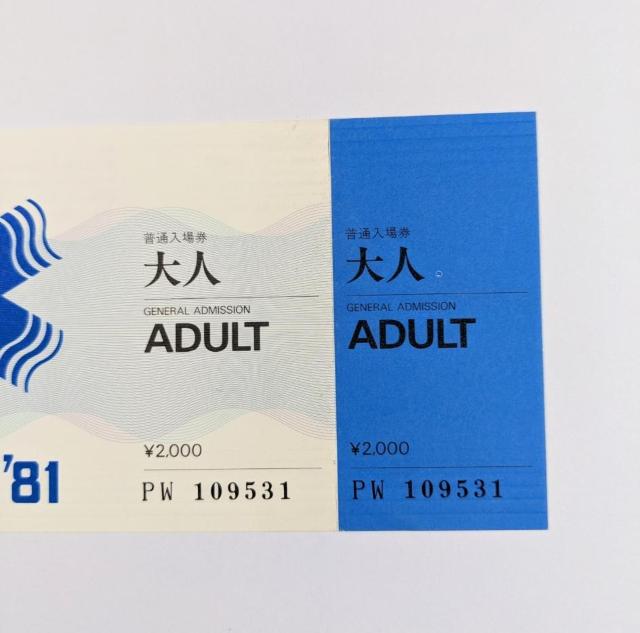 普通入場券
大人
GENERAL ADMISSION
ADULT
¥2,000
PW 109531
'81
普通入場券
大人
GENERAL ADMISSION
ADULT
¥2,000
PW 109531